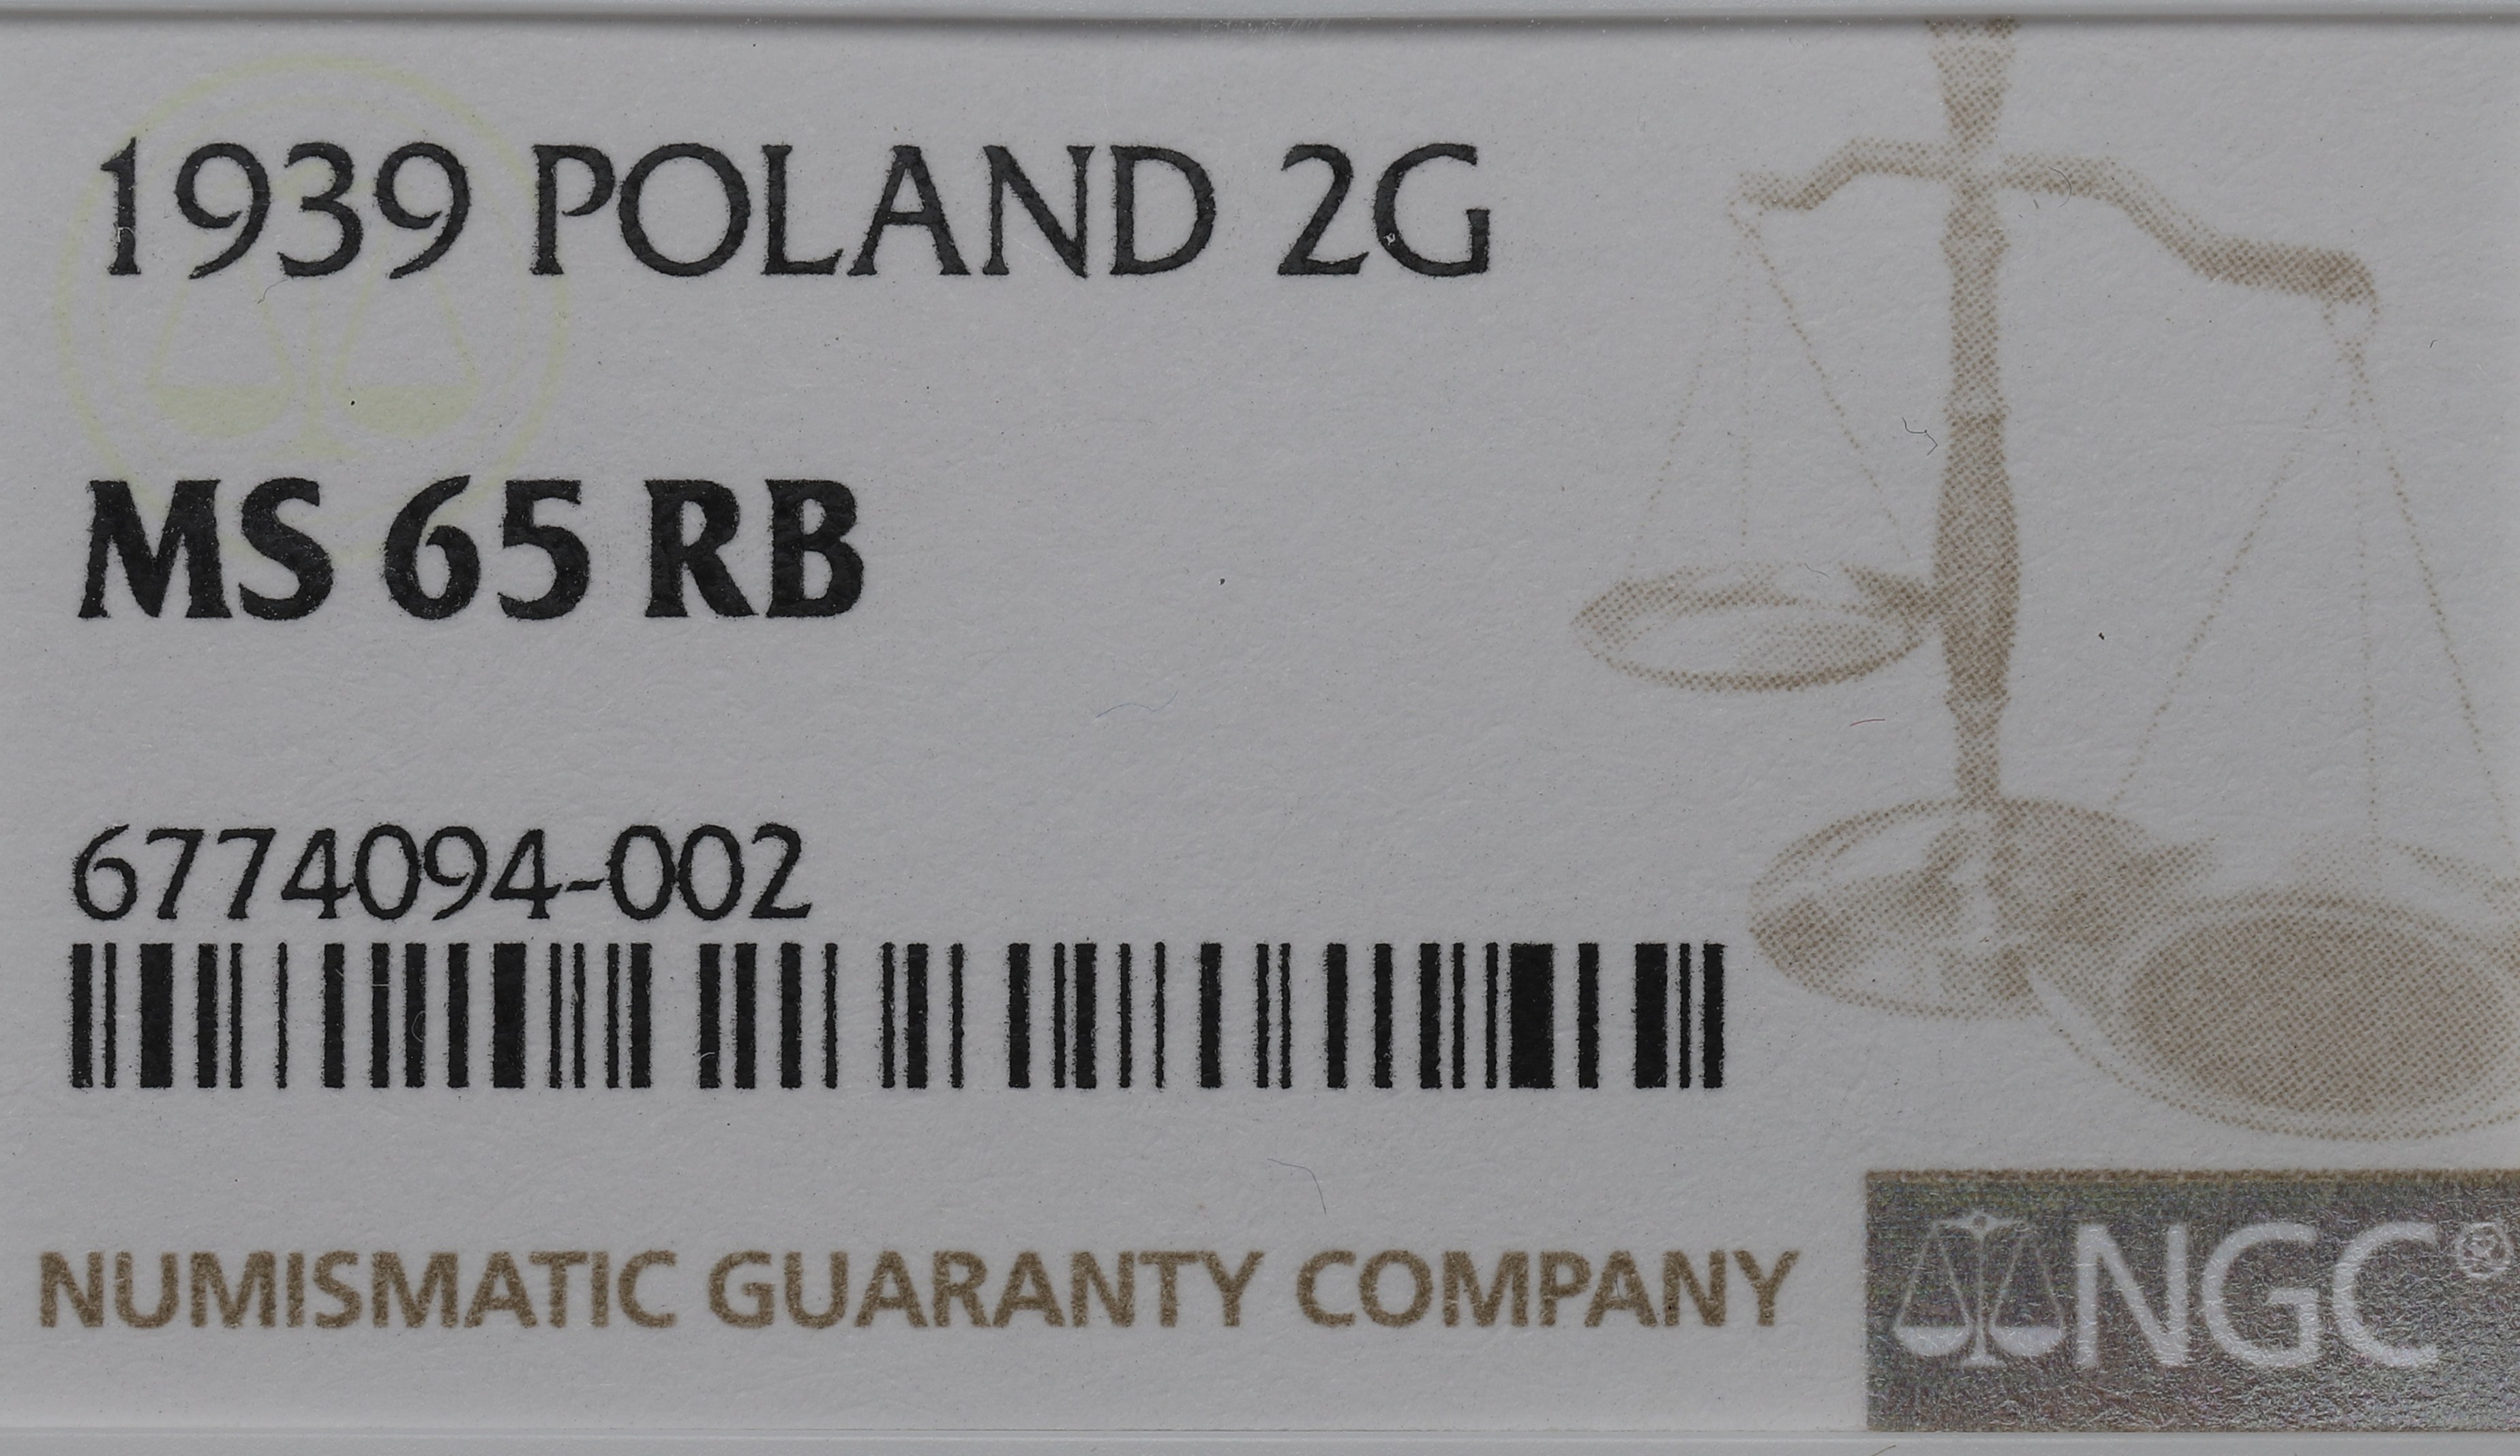 1939 POLAND 2G
MS 65 RB
6774094-002
NUMISMATIC GUARANTY COMPANY
NGC®